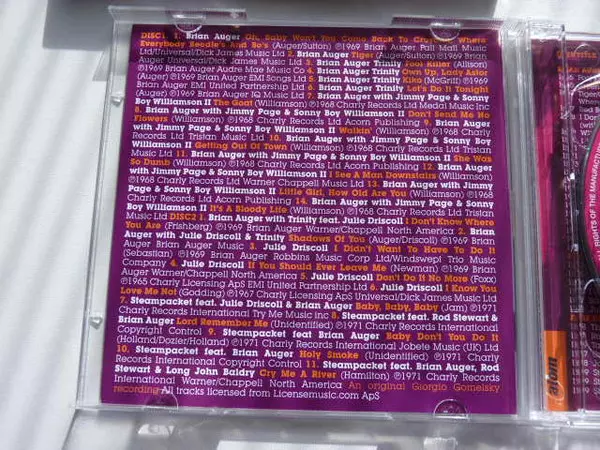 DISC1 1. Brian Auger Oh, Baby Won't You Come Back To Croydon, Where
Everybody Beedle's And Bo's (Auger/Sutton) ℗1969 Brian Auger Pall Mall Music
Ltd/Universal/Dick James Music Ltd 2. Brian Auger Tiger (Auger/Sutton) ℗1969 Brian
Auger Universal/Dick James Music Ltd 3. Brian Auger Trinity Fool Killer (Allison)
℗1969 Brian Auger Audre Mae Music Co 4. Brian Auger Trinity Own Up, Lady Astor
(Auger) ℗1969 Brian Auger EMI Songs Ltd 5. Brian Auger Trinity Kiko (McGriff) ℗1969
Brian Auger EMI United Partnership Ltd 6. Brian Auger Trinity Let's Do It Tonight
(Auger) ℗1969 Brian Auger IQ Music Ltd 7. Brian Auger with Jimmy Page & Sonny
Boy Williamson II The Goat (Williamson) ℗1968 Charly Records Ltd Medal Music Inc
8. Brian Auger with Jimmy Page & Sonny Boy Williamson II Don't Send Me No
Flowers (Williamson) ℗1968 Charly Records Ltd Acorn Publishing 9. Brian Auger
with Jimmy Page & Sonny Boy Williamson II Walkin' (Williamson) ℗1968 Charly
Records Ltd Tristan Music Ltd 10. Brian Auger with Jimmy Page & Sonny Boy
Williamson II Getting Out Of Town (Williamson) ℗1968 Charly Records Ltd Tristan
Music Ltd 11. Brian Auger with Jimmy Page & Sonny Boy Williamson II She Was
So Dumb (Williamson) ℗1968 Charly Records Ltd Acorn Publishing 12. Brian Auger
with Jimmy Page & Sonny Boy Williamson II I See A Man Downstairs (Williamson)
℗1968 Charly Records Ltd Warner Chappell Music Ltd 13. Brian Auger with Jimmy
Page & Sonny Boy Williamson II Little Girl, How Old Are You (Williamson) ℗1968
Charly Records Ltd Acorn Publishing 14. Brian Auger with Jimmy Page & Sonny Boy
Williamson II It's A Bloody Life (Williamson) ℗1968 Charly Records Ltd Tristan
Music Ltd DISC2 1. Brian Auger with Trinity feat. Julie Driscoll I Don't Know Where
You Are (Frishberg) ℗1969 Brian Auger Warner/Chappell North America 2. Brian
Auger with Julie Driscoll & Trinity Shadows Of You (Auger/Driscoll) ℗1969 Brian
Auger Brian Auger Music 3. Julie Driscoll I Didn't Want To Have To Do It
(Sebastian) ℗1969 Brian Auger Robbins Music Corp Ltd/Windswept Trio Music
Company 4. Julie Driscoll If You Should Ever Leave Me (Newman) ℗1969 Brian
Auger Warner/Chappell North America 5. Julie Driscoll Don't Do It No More (Foxx)
℗1965 Charly Licensing ApS EMI United Partnership Ltd 6. Julie Driscoll I Know You
Love Me Not (Godding) ℗1967 Charly Licensing ApS Universal/Dick James Music Ltd
7. Steampacket feat. Julie Driscoll & Brian Auger Baby, Baby, Baby (Jam) ℗1971
Charly Records International Try Me Music inc 8. Steampacket feat. Rod Stewart &
Brian Auger Lord Remember Me (Unidentified) ℗1971 Charly Records International
Copyright Control 9. Steampacket feat Brian Auger Baby Don't You Do It
(Holland/Dozier/Holland) ℗1971 Charly Records International Jobete Music (UK) Ltd
10. Steampacket feat. Brian Auger Holy Smoke (Unidentified) ℗1971 Charly
Records International Copyright Control 11. Steampacket feat. Brian Auger, Rod
Stewart & Long John Baldry Cry Me A River (Hamilton) ℗1971 Charly Records
International Warner/Chappell North America An original Giorgio Gomelsky
recording All tracks licensed from Licensemusic.com ApS
ALL RIGHTS OF THE MANUFACTUR
atom